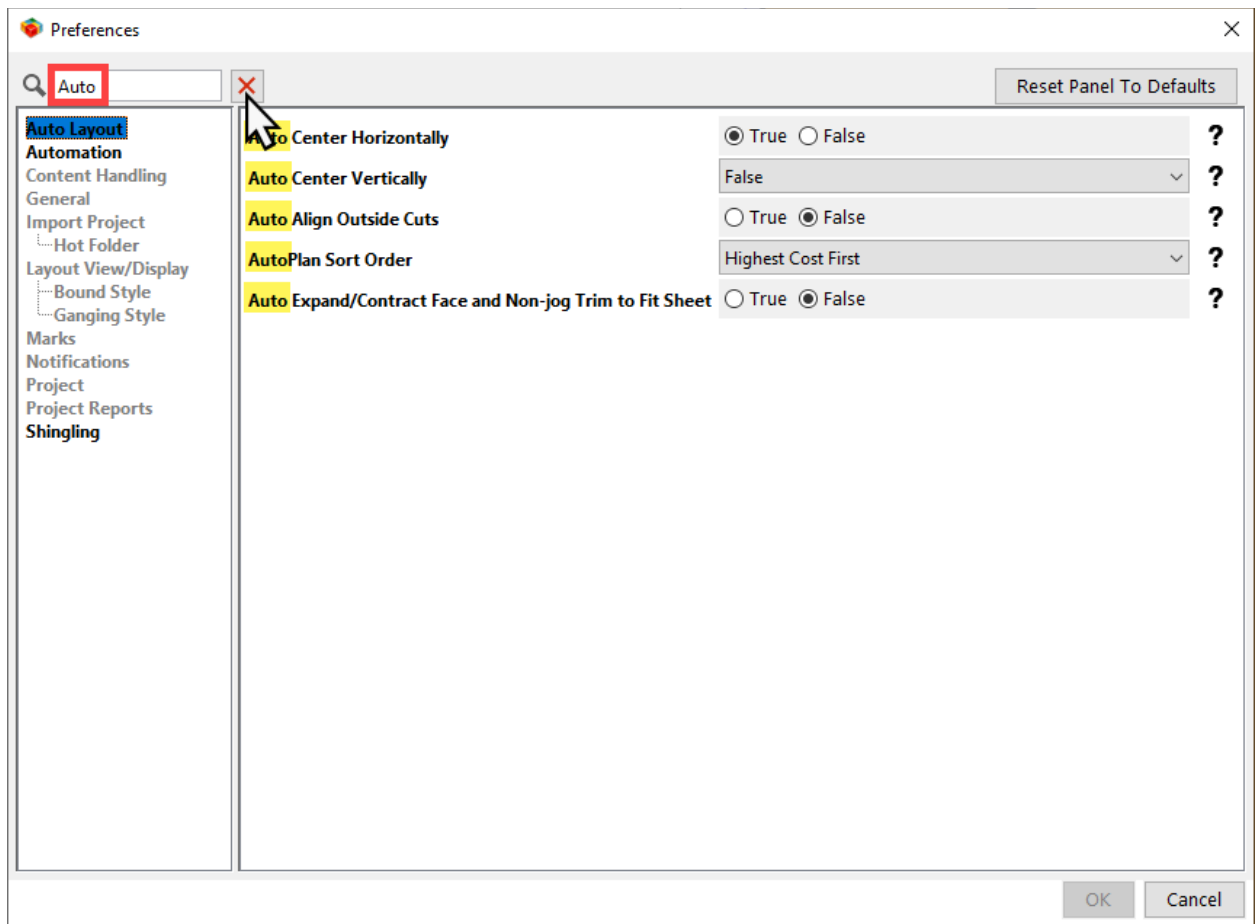 Preferences
Auto
Reset Panel To Defaults
Auto Layout
Automation
Content Handling
General
Import Project
Hot Folder
Layout View/Display
Bound Style
Ganging Style
Marks
Notifications
Project
Project Reports
Shingling
Auto Center Horizontally True False ?
Auto Center Vertically False ?
Auto Align Outside Cuts True False ?
AutoPlan Sort Order Highest Cost First ?
Auto Expand/Contract Face and Non-jog Trim to Fit Sheet True False ?
OK Cancel